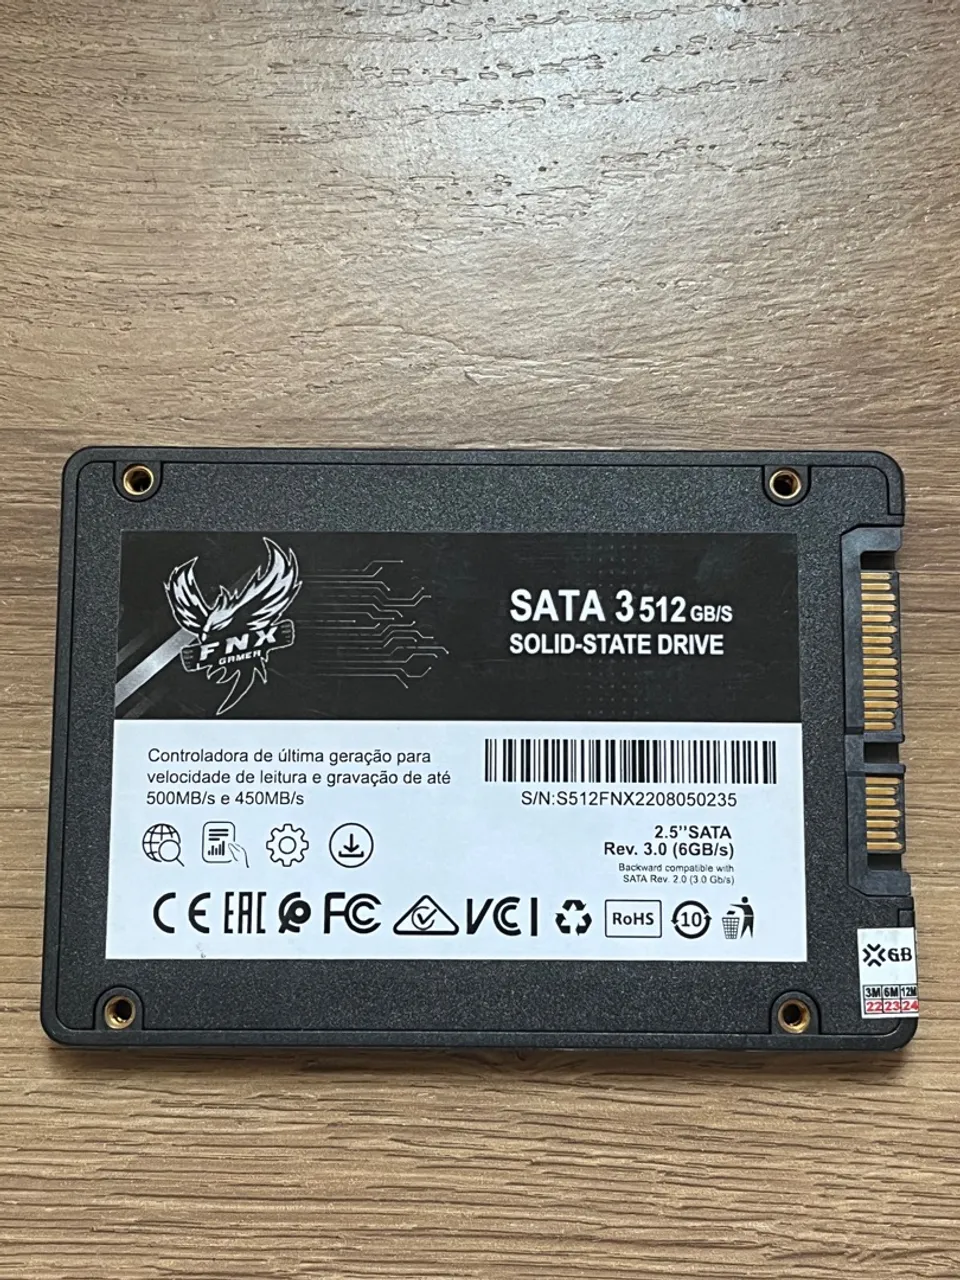 FNX
GAMER
SATA 3 512 GB/S
SOLID-STATE DRIVE
Controladora de última geração para
velocidade de leitura e gravação de até
500MB/s e 450MB/s
S/N:S512FNX2208050235
2.5''SATA
Rev. 3.0 (6GB/s)
Backward compatible with
SATA Rev. 2.0 (3.0 Gb/s)
CE EAC FC VCI RoHS 10
GB
3M 6M 12M
22 23 24